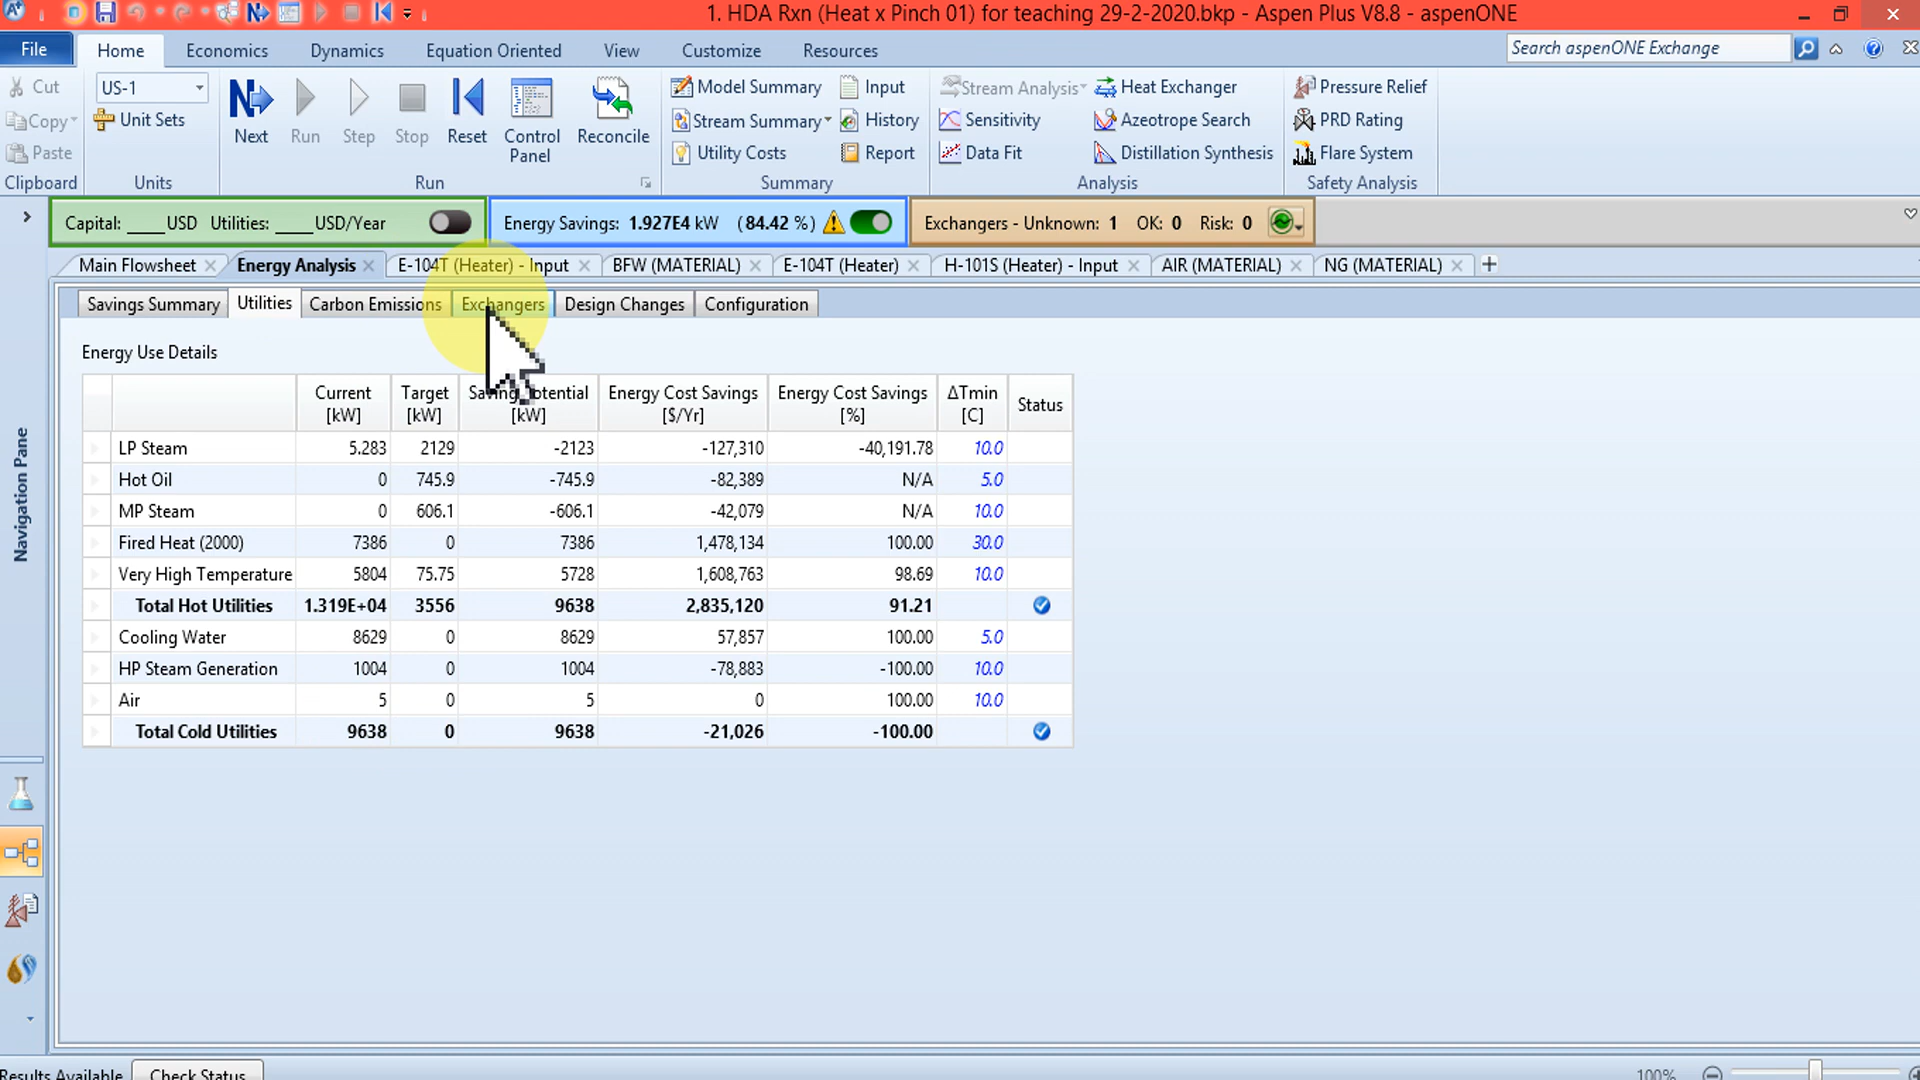 1. HDA Rxn (Heat x Pinch 01) for teaching 29-2-2020.bkp - Aspen Plus V8.8 - aspenONE
File Home Economics Dynamics Equation Oriented View Customize Resources Search aspenONE Exchange
Cut US-1 Model Summary Input Stream Analysis Heat Exchanger Pressure Relief
Copy Unit Sets Stream Summary History Sensitivity Azeotrope Search PRD Rating
Next Run Step Stop Reset Control Panel Reconcile
Paste Utility Costs Report Data Fit Distillation Synthesis Flare System
Clipboard Units Run Summary Analysis Safety Analysis
Capital: ____USD Utilities: ____USD/Year Energy Savings: 1.927E4 kW (84.42 %) Exchangers - Unknown: 1 OK: 0 Risk: 0
Main Flowsheet Energy Analysis E-104T (Heater) - Input BFW (MATERIAL) E-104T (Heater) H-101S (Heater) - Input AIR (MATERIAL) NG (MATERIAL)
Savings Summary Utilities Carbon Emissions Exchangers Design Changes Configuration
Navigation Pane
Energy Use Details
Current Target Energy Cost Savings Energy Cost Savings ΔTmin Status
[kW] [kW] [kW] [$/Yr] [%] [C]
LP Steam 5.283 2129 -2123 -127,310 -40,191.78 10.0
Hot Oil 0 745.9 -745.9 -82,389 N/A 5.0
MP Steam 0 606.1 -606.1 -42,079 N/A 10.0
Fired Heat (2000) 7386 0 7386 1,478,134 100.00 30.0
Very High Temperature 5804 75.75 5728 1,608,763 98.69 10.0
Total Hot Utilities 1.319E+04 3556 9638 2,835,120 91.21
Cooling Water 8629 0 8629 57,857 100.00 5.0
HP Steam Generation 1004 0 1004 -78,883 -100.00 10.0
Air 5 0 5 0 100.00 10.0
Total Cold Utilities 9638 0 9638 -21,026 -100.00
Results Available Check Status 100%